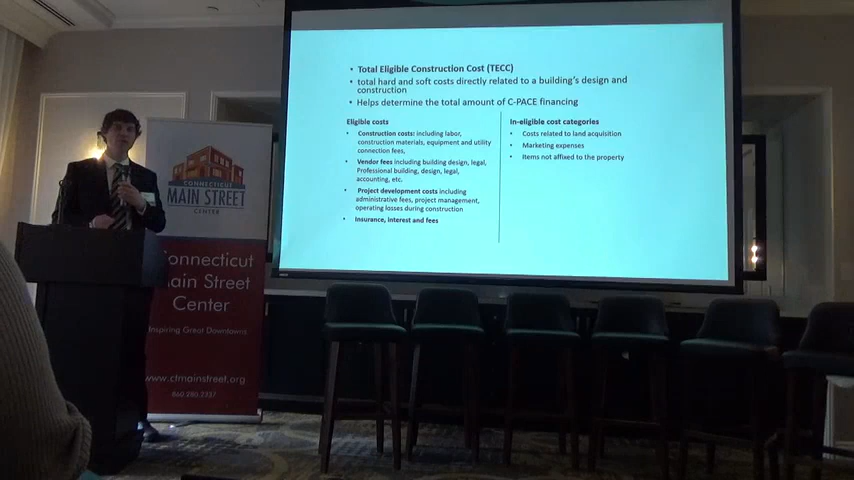 • Total Eligible Construction Cost (TECC)
• total hard and soft costs directly related to a building's design and
construction
• Helps determine the total amount of C-PACE financing
Eligible costs
• Construction costs: including labor,
construction materials, equipment and utility
connection fees,
• Vendor fees including building design, legal,
Professional building, design, legal,
accounting, etc.
• Project development costs including
administrative fees, project management,
operating losses during construction
• Insurance, interest and fees
In-eligible cost categories
• Costs related to land acquisition
• Marketing expenses
• Items not affixed to the property
CONNECTICUT
MAIN STREET
CENTER
Connecticut
Main Street
Center
Inspiring Great Downtowns
www.ctmainstreet.org
860.280.2337